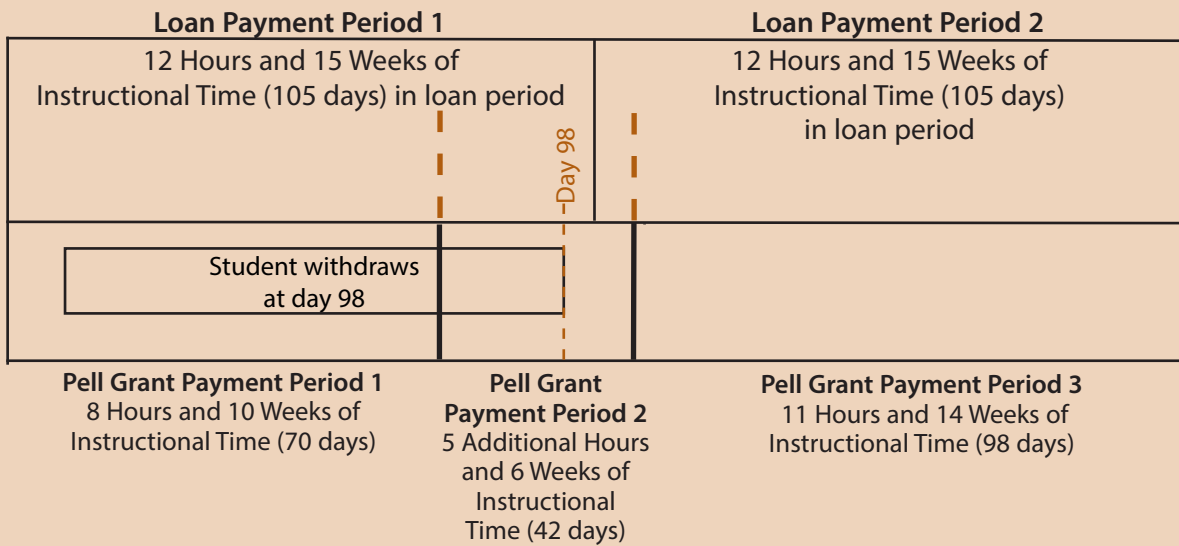 Loan Payment Period 1
Loan Payment Period 2
12 Hours and 15 Weeks of
Instructional Time (105 days) in loan period
12 Hours and 15 Weeks of
Instructional Time (105 days)
in loan period
Day 98
Student withdraws
at day 98
Pell Grant Payment Period 1
8 Hours and 10 Weeks of
Instructional Time (70 days)
Pell Grant
Payment Period 2
5 Additional Hours
and 6 Weeks of
Instructional
Time (42 days)
Pell Grant Payment Period 3
11 Hours and 14 Weeks of
Instructional Time (98 days)